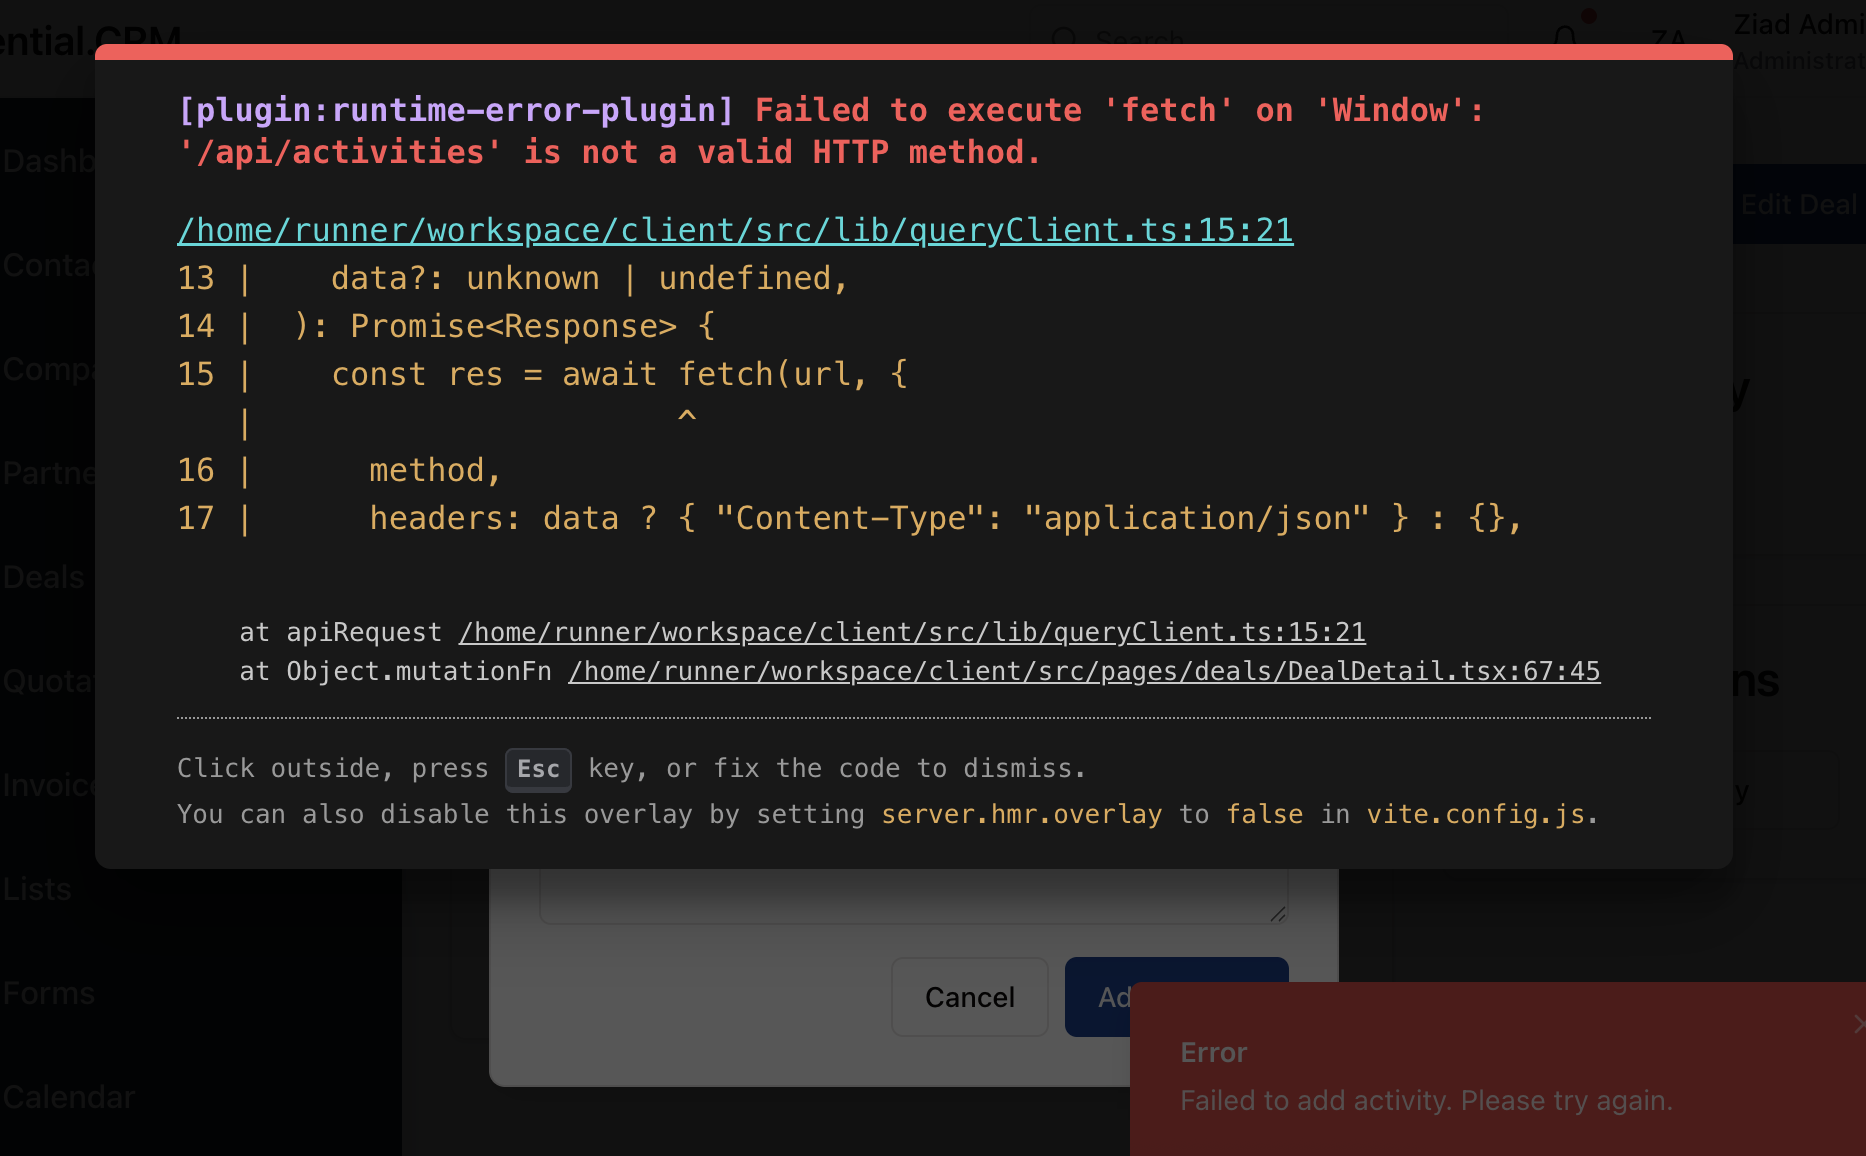 ential.CRM
Search
ZA
Ziad Admi
Administrat
[plugin:runtime-error-plugin] Failed to execute 'fetch' on 'Window':
'/api/activities' is not a valid HTTP method.
/home/runner/workspace/client/src/lib/queryClient.ts:15:21
13 |    data?: unknown | undefined,
14 |  ): Promise<Response> {
15 |    const res = await fetch(url, {
|                      ^
16 |      method,
17 |      headers: data ? { "Content-Type": "application/json" } : {},
at apiRequest /home/runner/workspace/client/src/lib/queryClient.ts:15:21
at Object.mutationFn /home/runner/workspace/client/src/pages/deals/DealDetail.tsx:67:45
Click outside, press Esc key, or fix the code to dismiss.
You can also disable this overlay by setting server.hmr.overlay to false in vite.config.js.
Dashb
Conta
Compa
Partne
Deals
Quotat
Invoice
Lists
Forms
Calendar
Edit Deal
y
ns
y
Cancel
Ad
Error
Failed to add activity. Please try again.